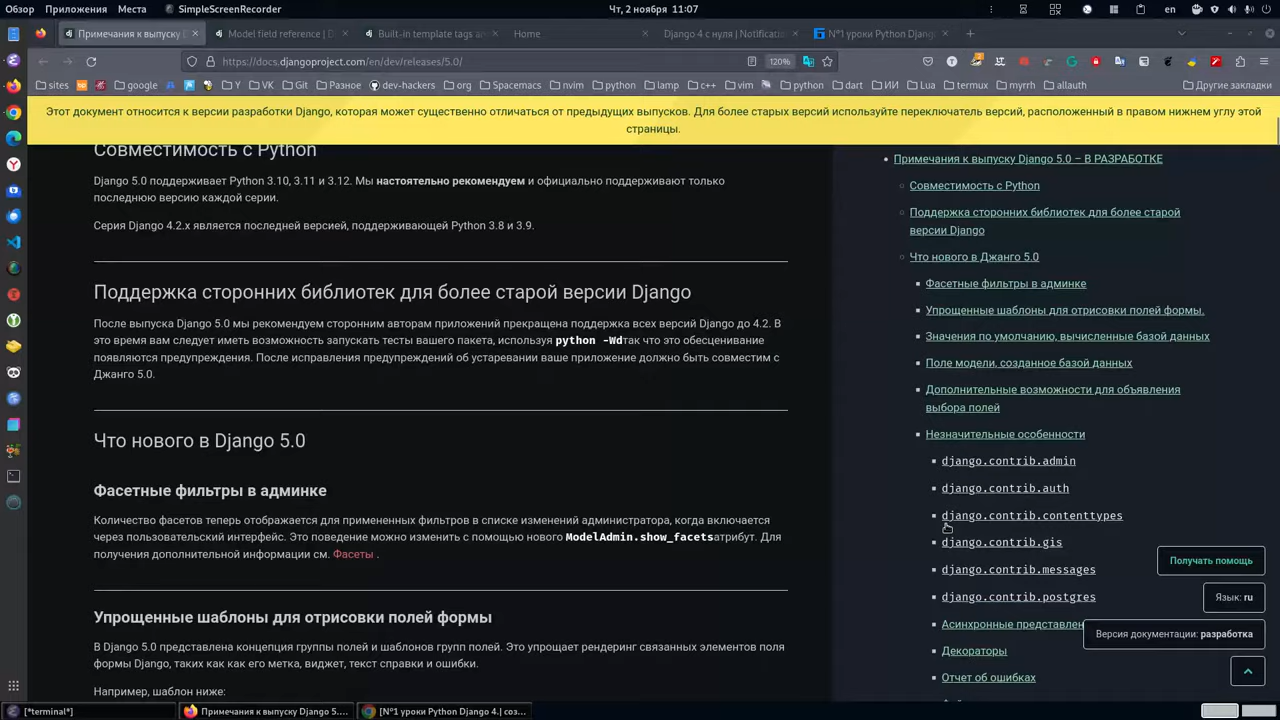 Обзор Приложения Места SimpleScreenRecorder Чт, 2 ноября 11:07 en
Примечания к выпуску Model field reference | D Built-in template tags an Home Django 4 с нуля | Notificat №1 уроки Python Django
https://docs.djangoproject.com/en/dev/releases/5.0/ 120%
sites google Y VK Git Разное dev-hackers org Spacemacs nvim python lamp c++ vim python dart ИИ Lua termux myrrh allauth Другие закладки
Этот документ относится к версии разработки Django, которая может существенно отличаться от предыдущих выпусков. Для более старых версий используйте переключатель версий, расположенный в правом нижнем углу этой
страницы.
Совместимость с Python
Django 5.0 поддерживает Python 3.10, 3.11 и 3.12. Мы настоятельно рекомендуем и официально поддерживают только
последнюю версию каждой серии.
Серия Django 4.2.x является последней версией, поддерживающей Python 3.8 и 3.9.
Поддержка сторонних библиотек для более старой версии Django
После выпуска Django 5.0 мы рекомендуем сторонним авторам приложений прекращена поддержка всех версий Django до 4.2. В
это время вам следует иметь возможность запускать тесты вашего пакета, используя python -Wdтак что это обесценивание
появляются предупреждения. После исправления предупреждений об устаревании ваше приложение должно быть совместим с
Джанго 5.0.
Что нового в Django 5.0
Фасетные фильтры в админке
Количество фасетов теперь отображается для примененных фильтров в списке изменений администратора, когда включается
через пользовательский интерфейс. Это поведение можно изменить с помощью нового ModelAdmin.show_facetsатрибут. Для
получения дополнительной информации см. Фасеты .
Упрощенные шаблоны для отрисовки полей формы
В Django 5.0 представлена концепция группы полей и шаблонов групп полей. Это упрощает рендеринг связанных элементов поля
формы Django, таких как как его метка, виджет, текст справки и ошибки.
Например, шаблон ниже:
Примечания к выпуску Django 5.0 – В РАЗРАБОТКЕ
Совместимость с Python
Поддержка сторонних библиотек для более старой
версии Django
Что нового в Джанго 5.0
Фасетные фильтры в админке
Упрощенные шаблоны для отрисовки полей формы.
Значения по умолчанию, вычисленные базой данных
Поле модели, созданное базой данных
Дополнительные возможности для объявления
выбора полей
Незначительные особенности
django.contrib.admin
django.contrib.auth
django.contrib.contenttypes
django.contrib.gis
django.contrib.messages
django.contrib.postgres
Асинхронные представлен
Декораторы
Отчет об ошибках
Получать помощь
Язык: ru
Версия документации: разработка
[*terminal*] Примечания к выпуску Django 5.... [№1 уроки Python Django 4.| соз...